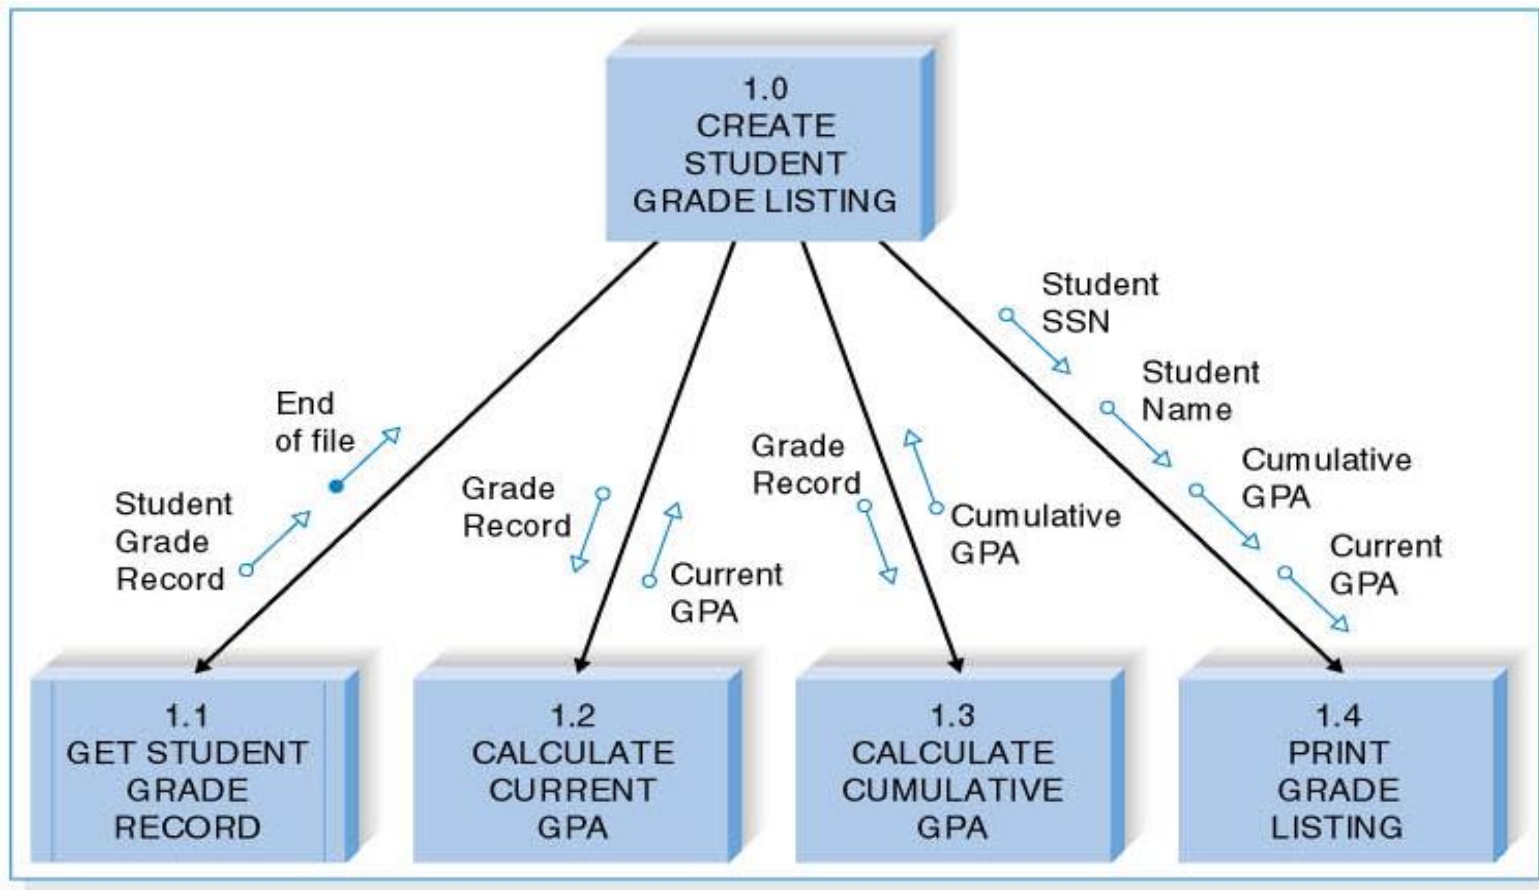 1.0
CREATE
STUDENT
GRADE LISTING
Student
SSN
Student
Name
End
of file
Cumulative
GPA
Grade
Record
Grade
Record
Student
Grade
Record
Cumulative
GPA
Current
GPA
Current
GPA
1.1
GET STUDENT
GRADE
RECORD
1.2
CALCULATE
CURRENT
GPA
1.3
CALCULATE
CUMULATIVE
GPA
1.4
PRINT
GRADE
LISTING